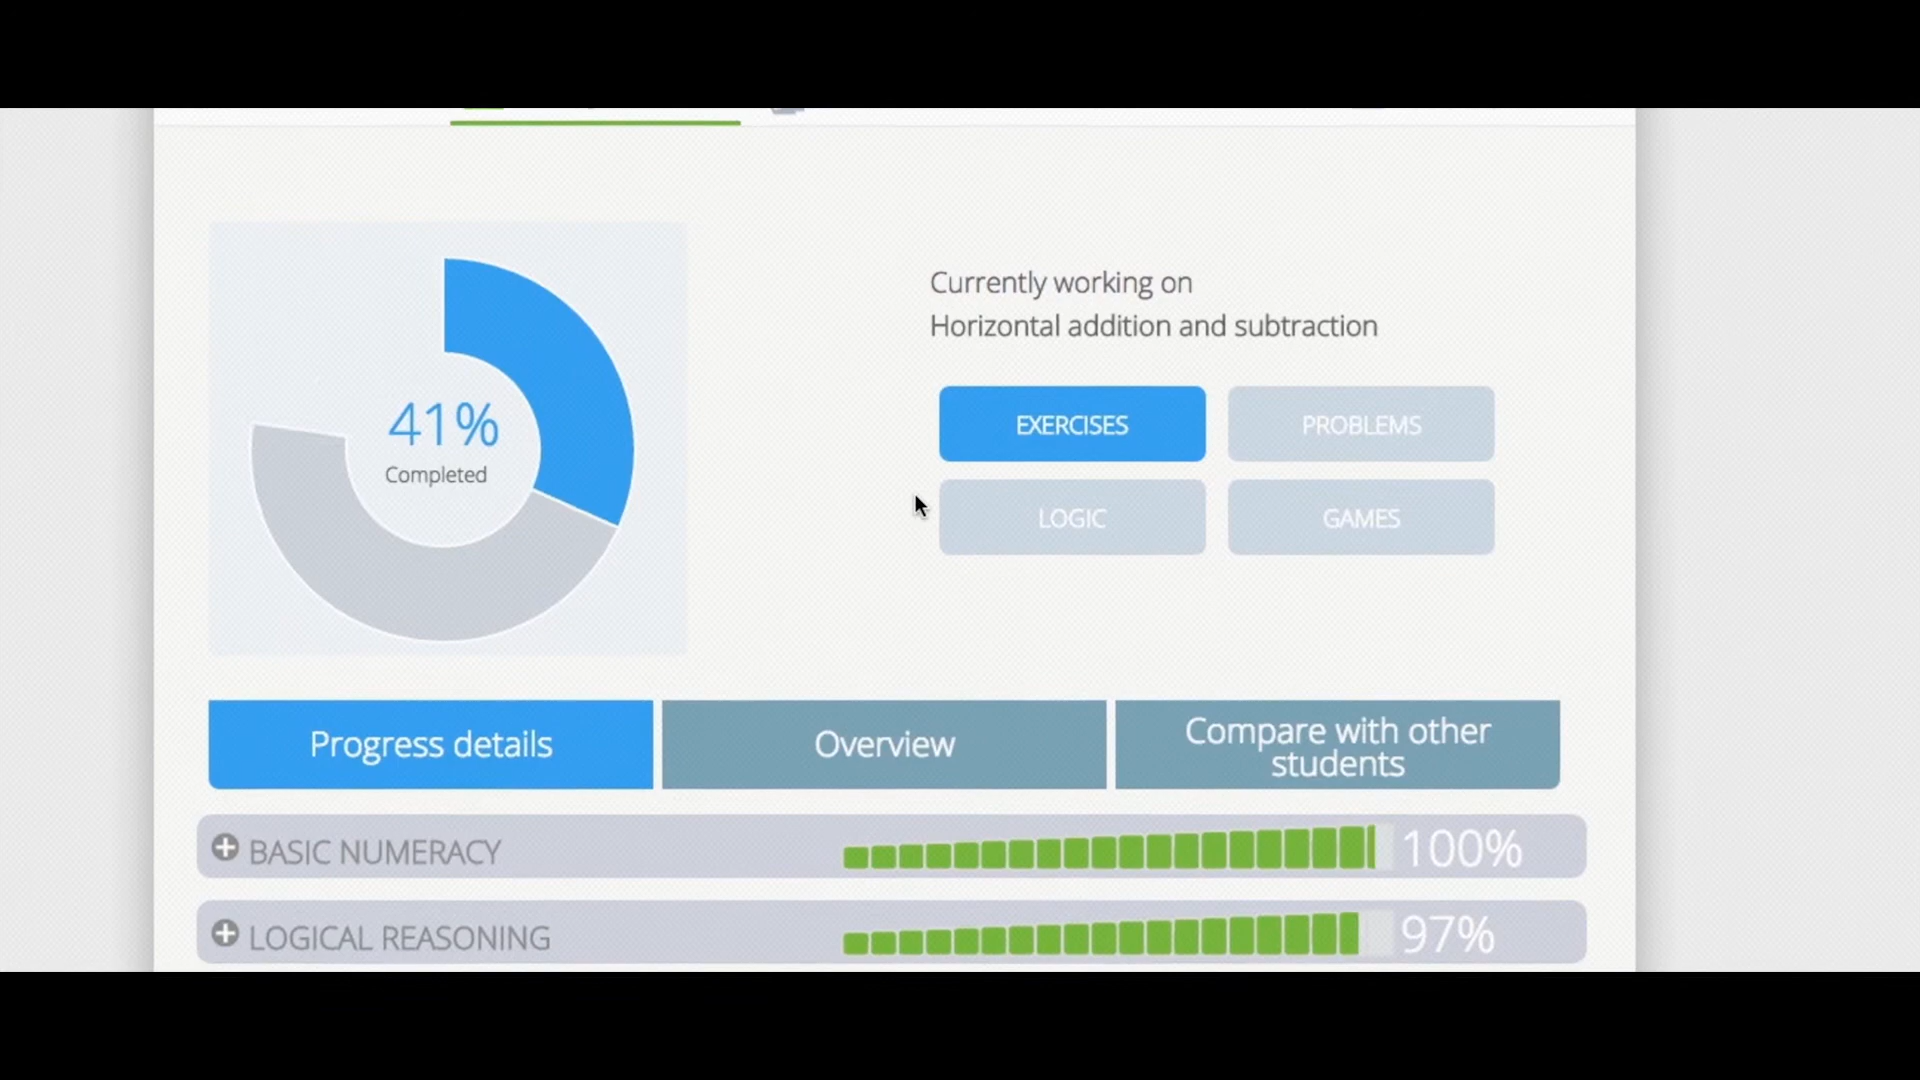 Currently working on
Horizontal addition and subtraction
41%
Completed
EXERCISES
PROBLEMS
LOGIC
GAMES
Progress details
Overview
Compare with other
students
BASIC NUMERACY
100%
LOGICAL REASONING
97%